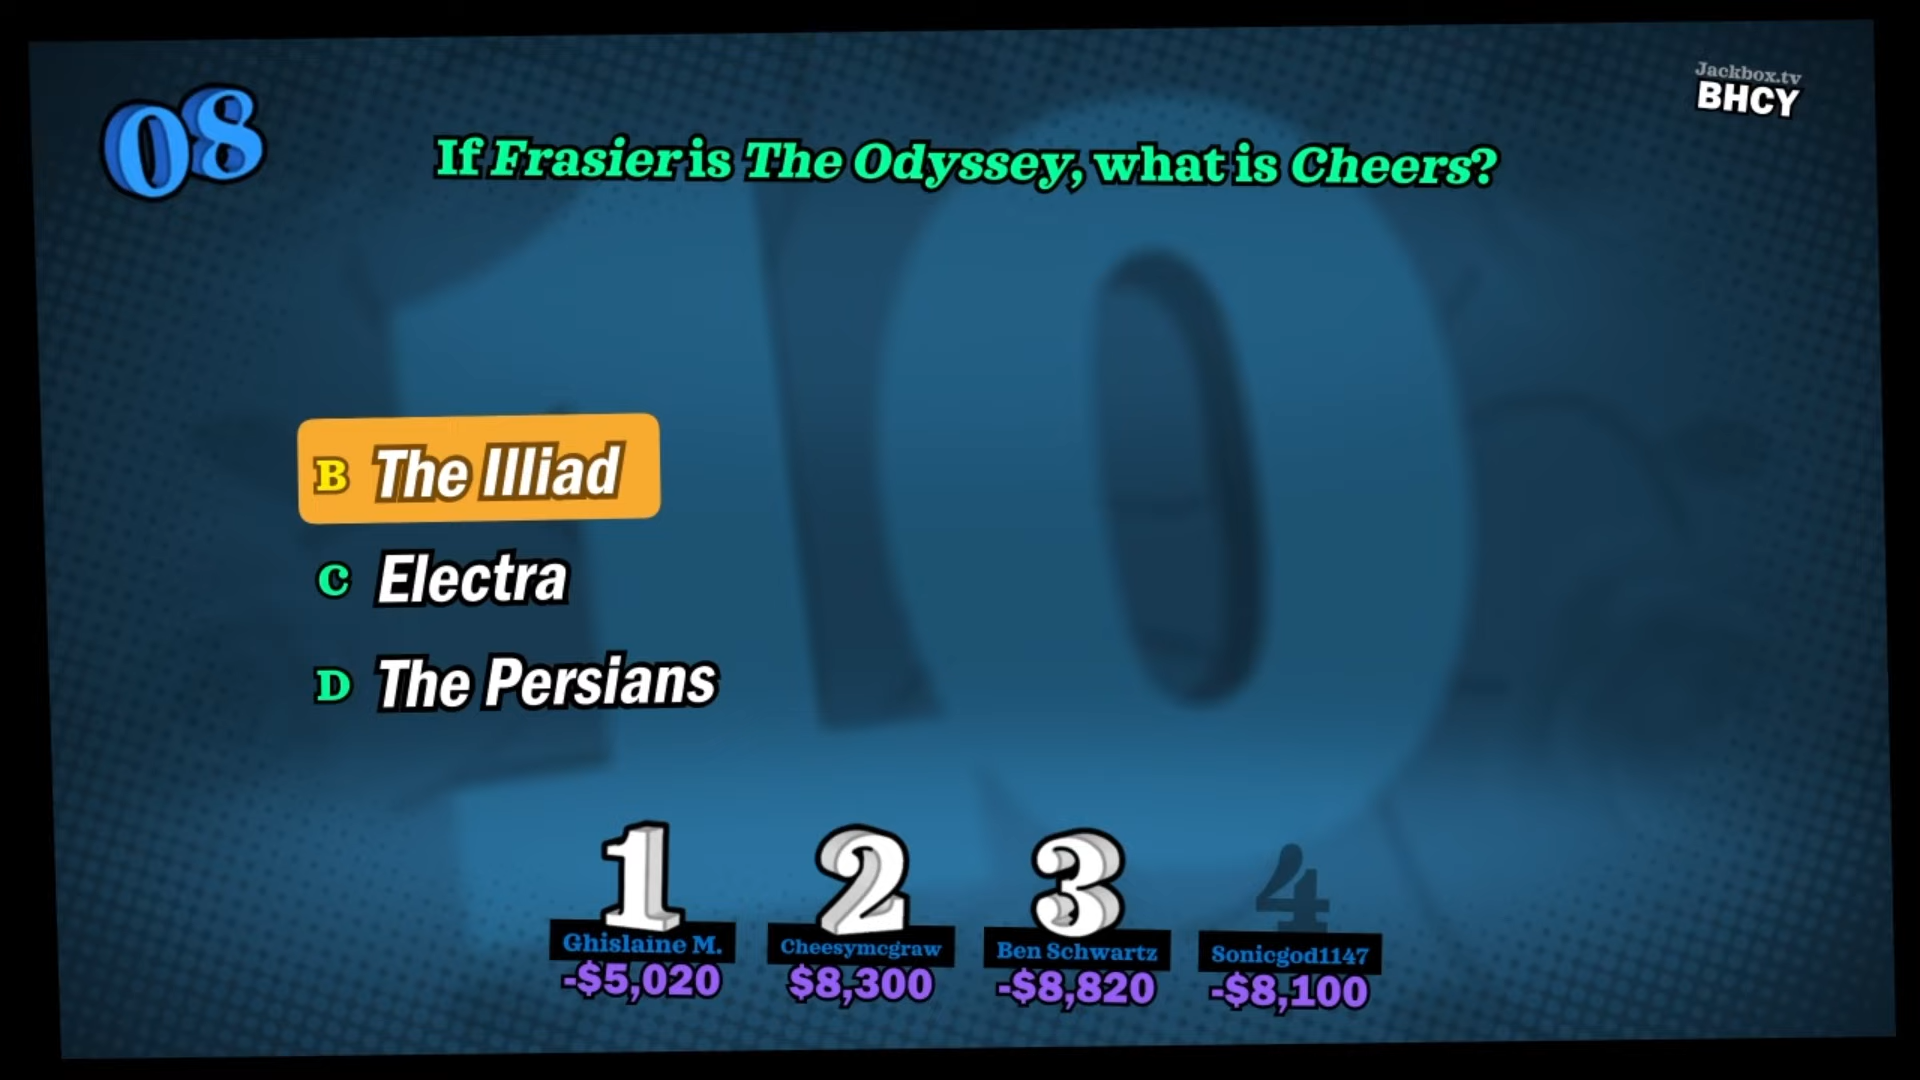 08
Jackbox.tv
BHCY
If Frasier is The Odyssey, what is Cheers?
10
B The Illiad
C Electra
D The Persians
1
2
3
4
Ghislaine M.
Cheesymcgraw
Ben Schwartz
Sonicgod1147
-$5,020
$8,300
-$8,820
-$8,100